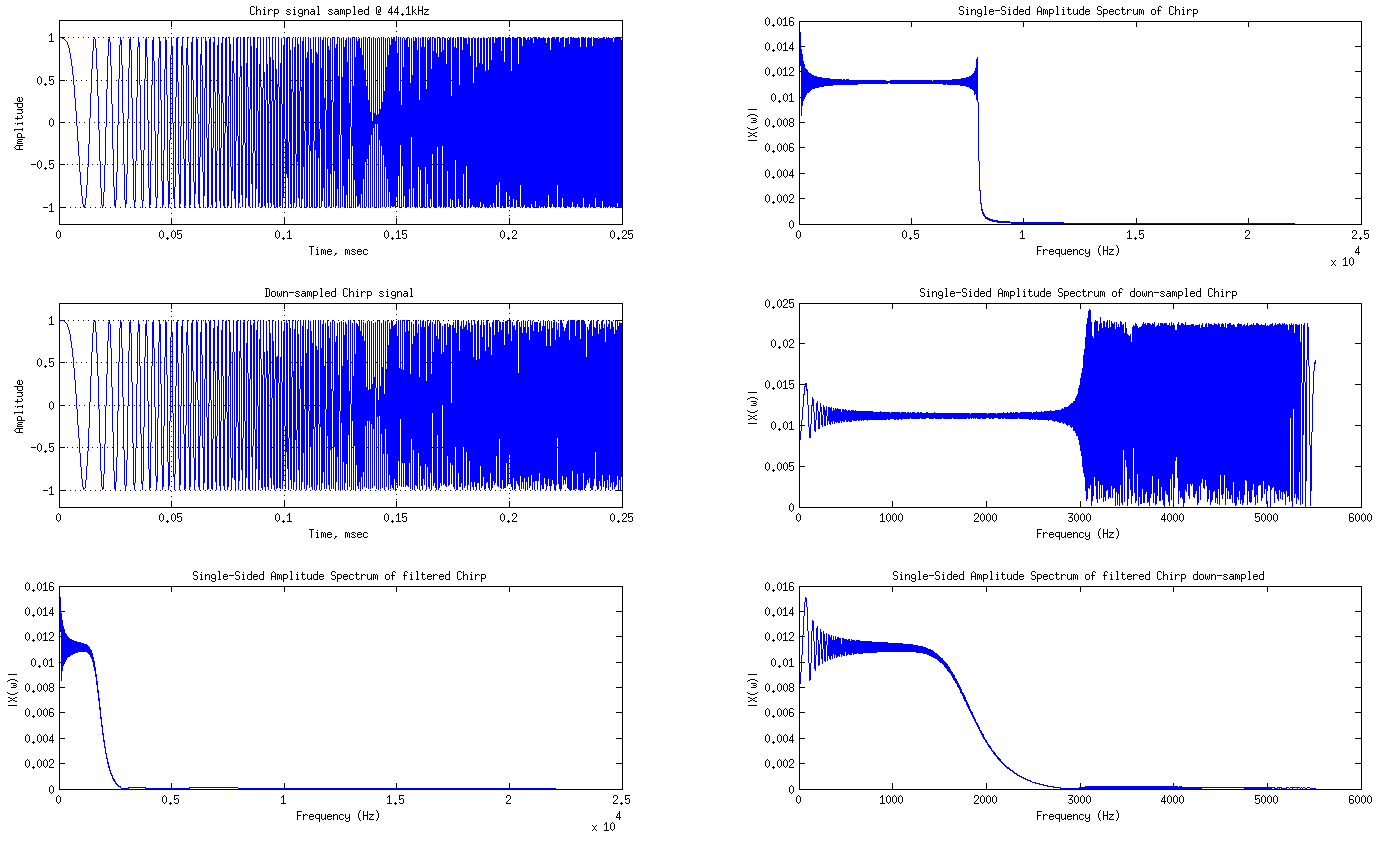 Chirp signal sampled @ 44.1kHz
1
0.5
0
-0.5
-1
Amplitude
0 0.05 0.1 0.15 0.2 0.25
Time, msec
Single-Sided Amplitude Spectrum of Chirp
0.016
0.014
0.012
0.01
0.008
0.006
0.004
0.002
0
|X(w)|
0 0.5 1 1.5 2 2.5
Frequency (Hz)
4
x 10
Down-sampled Chirp signal
1
0.5
0
-0.5
-1
Amplitude
0 0.05 0.1 0.15 0.2 0.25
Time, msec
Single-Sided Amplitude Spectrum of down-sampled Chirp
0.025
0.02
0.015
0.01
0.005
0
|X(w)|
0 1000 2000 3000 4000 5000 6000
Frequency (Hz)
Single-Sided Amplitude Spectrum of filtered Chirp
0.016
0.014
0.012
0.01
0.008
0.006
0.004
0.002
0
|X(w)|
0 0.5 1 1.5 2 2.5
Frequency (Hz)
4
x 10
Single-Sided Amplitude Spectrum of filtered Chirp down-sampled
0.016
0.014
0.012
0.01
0.008
0.006
0.004
0.002
0
|X(w)|
0 1000 2000 3000 4000 5000 6000
Frequency (Hz)